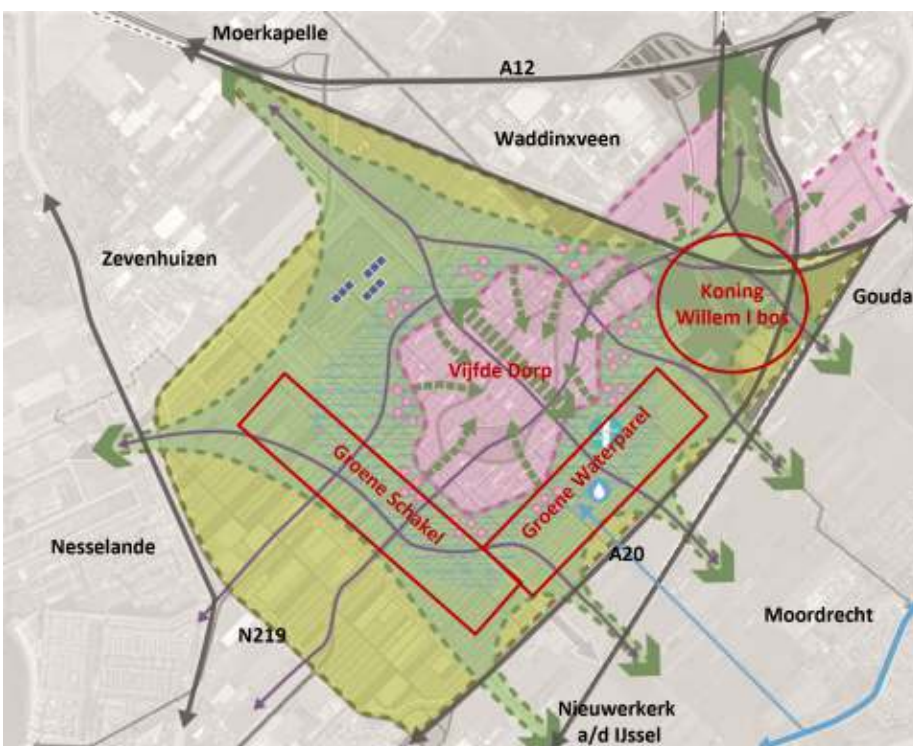 Moerkapelle
A12
Waddinxveen
Zevenhuizen
Koning
Willem I bos
Gouda
Vijfde Dorp
Groene Schakel
Groene Waterparel
Nesselande
A20
Moordrecht
N219
Nieuwerkerk
a/d IJssel